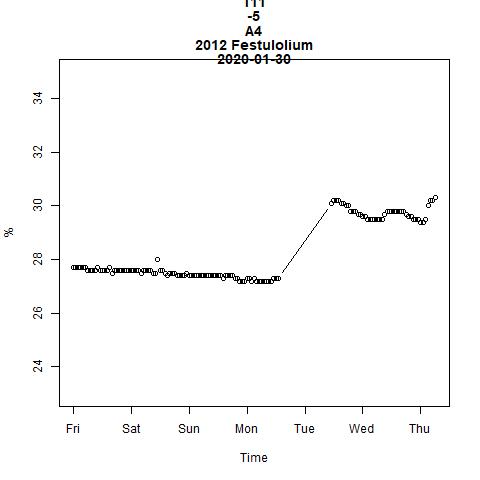 T11
-5
A4
2012 Festulolium
2020-01-30
34
32
30
28
26
24
%
Fri Sat Sun Mon Tue Wed Thu
Time